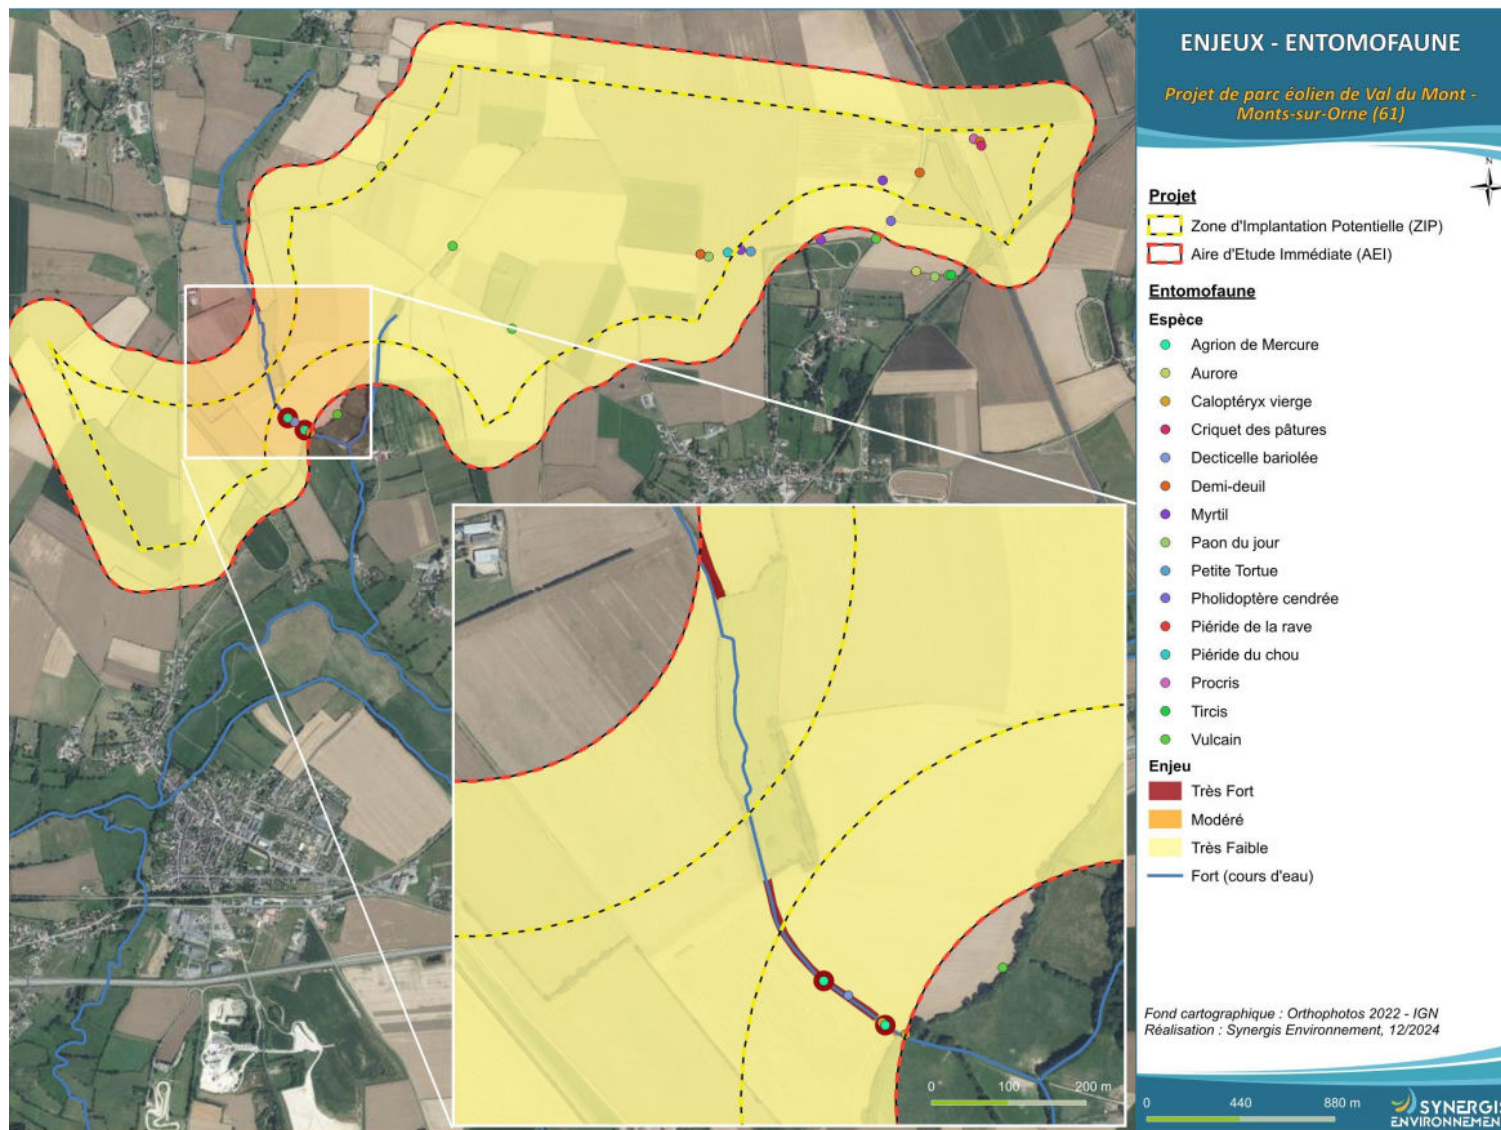 ENJEUX - ENTOMOFAUNE
Projet de parc éolien de Val du Mont -
Monts-sur-Orne (61)
N
Projet
Zone d'Implantation Potentielle (ZIP)
Aire d'Etude Immédiate (AEI)
Entomofaune
Espèce
Agrion de Mercure
Aurore
Caloptéryx vierge
Criquet des pâtures
Decticelle bariolée
Demi-deuil
Myrtil
Paon du jour
Petite Tortue
Pholidoptère cendrée
Piéride de la rave
Piéride du chou
Procris
Tircis
Vulcain
Enjeu
Très Fort
Modéré
Très Faible
Fort (cours d'eau)
Fond cartographique : Orthophotos 2022 - IGN
Réalisation : Synergis Environnement, 12/2024
0 100 200 m
0 440 880 m
SYNERGIS
ENVIRONNEMENT